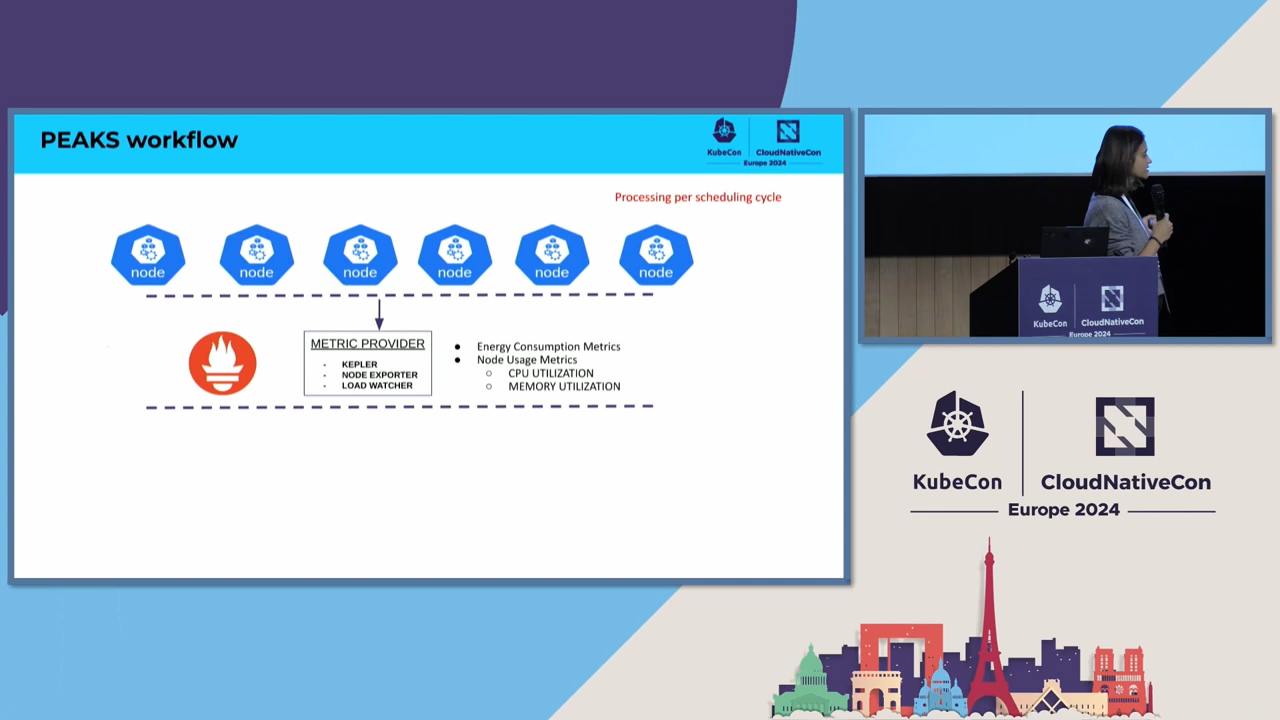 PEAKS workflow
KubeCon
CloudNativeCon
Europe 2024
Processing per scheduling cycle
node
node
node
node
node
node
METRIC PROVIDER
- KEPLER
- NODE EXPORTER
- LOAD WATCHER
● Energy Consumption Metrics
● Node Usage Metrics
○ CPU UTILIZATION
○ MEMORY UTILIZATION
KubeCon
CloudNativeCon
Europe 2024
KubeCon
CloudNativeCon
Europe 2024